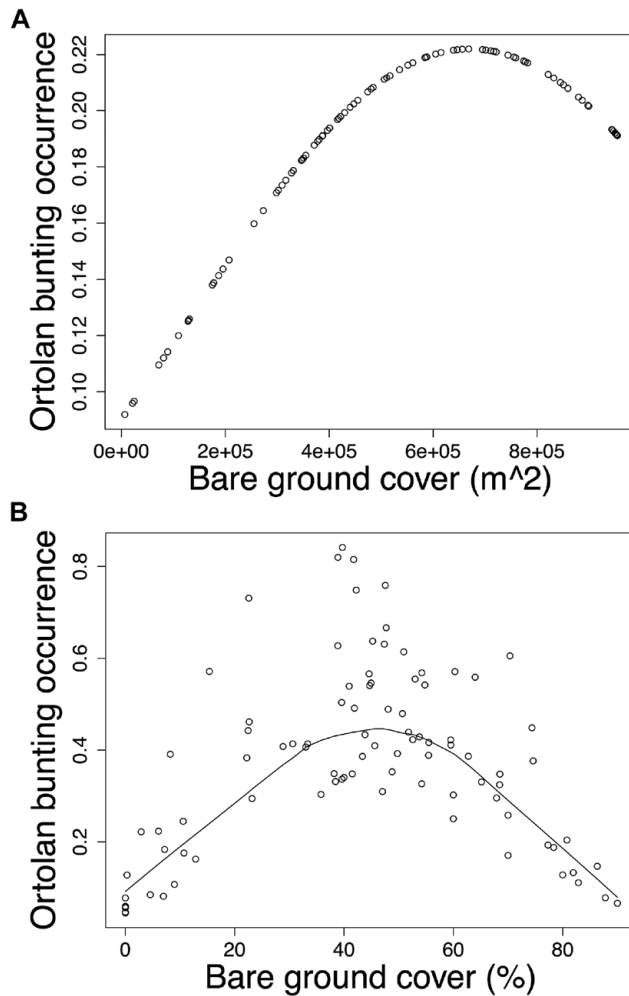 A
Ortolan bunting occurrence
0.22
0.20
0.18
0.16
0.14
0.12
0.10
0e+00 2e+05 4e+05 6e+05 8e+05
Bare ground cover (m^2)
B
Ortolan bunting occurrence
0.8
0.6
0.4
0.2
0 20 40 60 80
Bare ground cover (%)